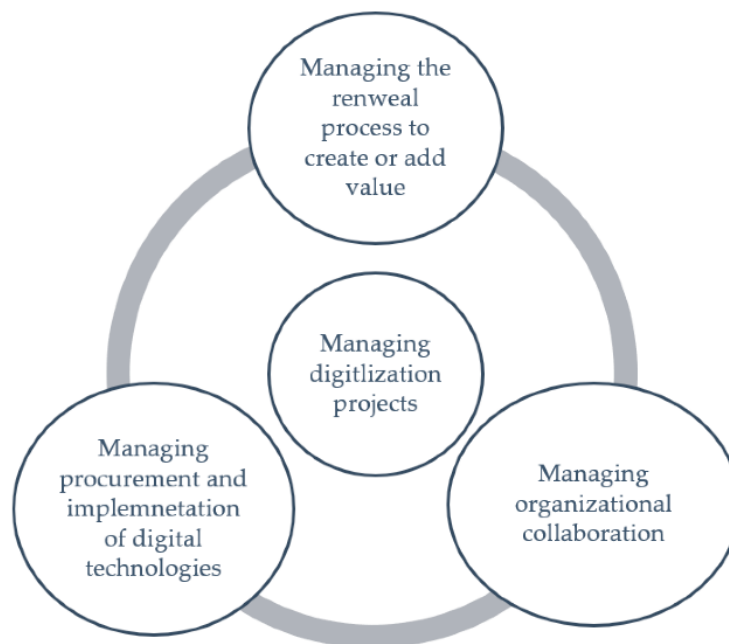 Managing the
renweal
process to
create or add
value
Managing
digitlization
projects
Managing
procurement and
implemnetation
of digital
technologies
Managing
organizational
collaboration